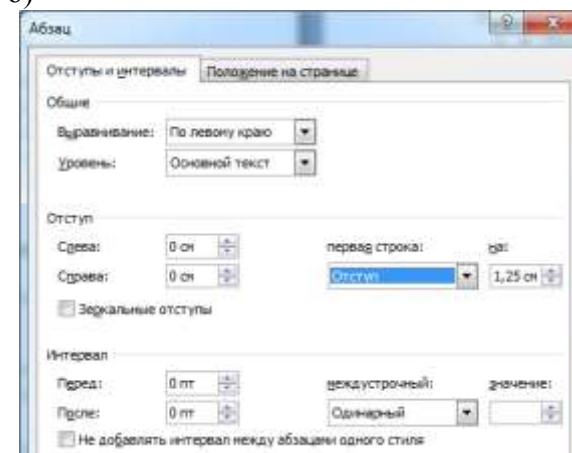 Абзац
Отступы и интервалы Положение на странице
Общие
Выравнивание: По левому краю
Уровень: Основной текст
Отступ
Слева: 0 см первая строка: на:
Справа: 0 см Отступ 1,25 см
Зеркальные отступы
Интервал
Перед: 0 пт междустрочный: значение:
После: 0 пт Одинарный
Не добавлять интервал между абзацами одного стиля